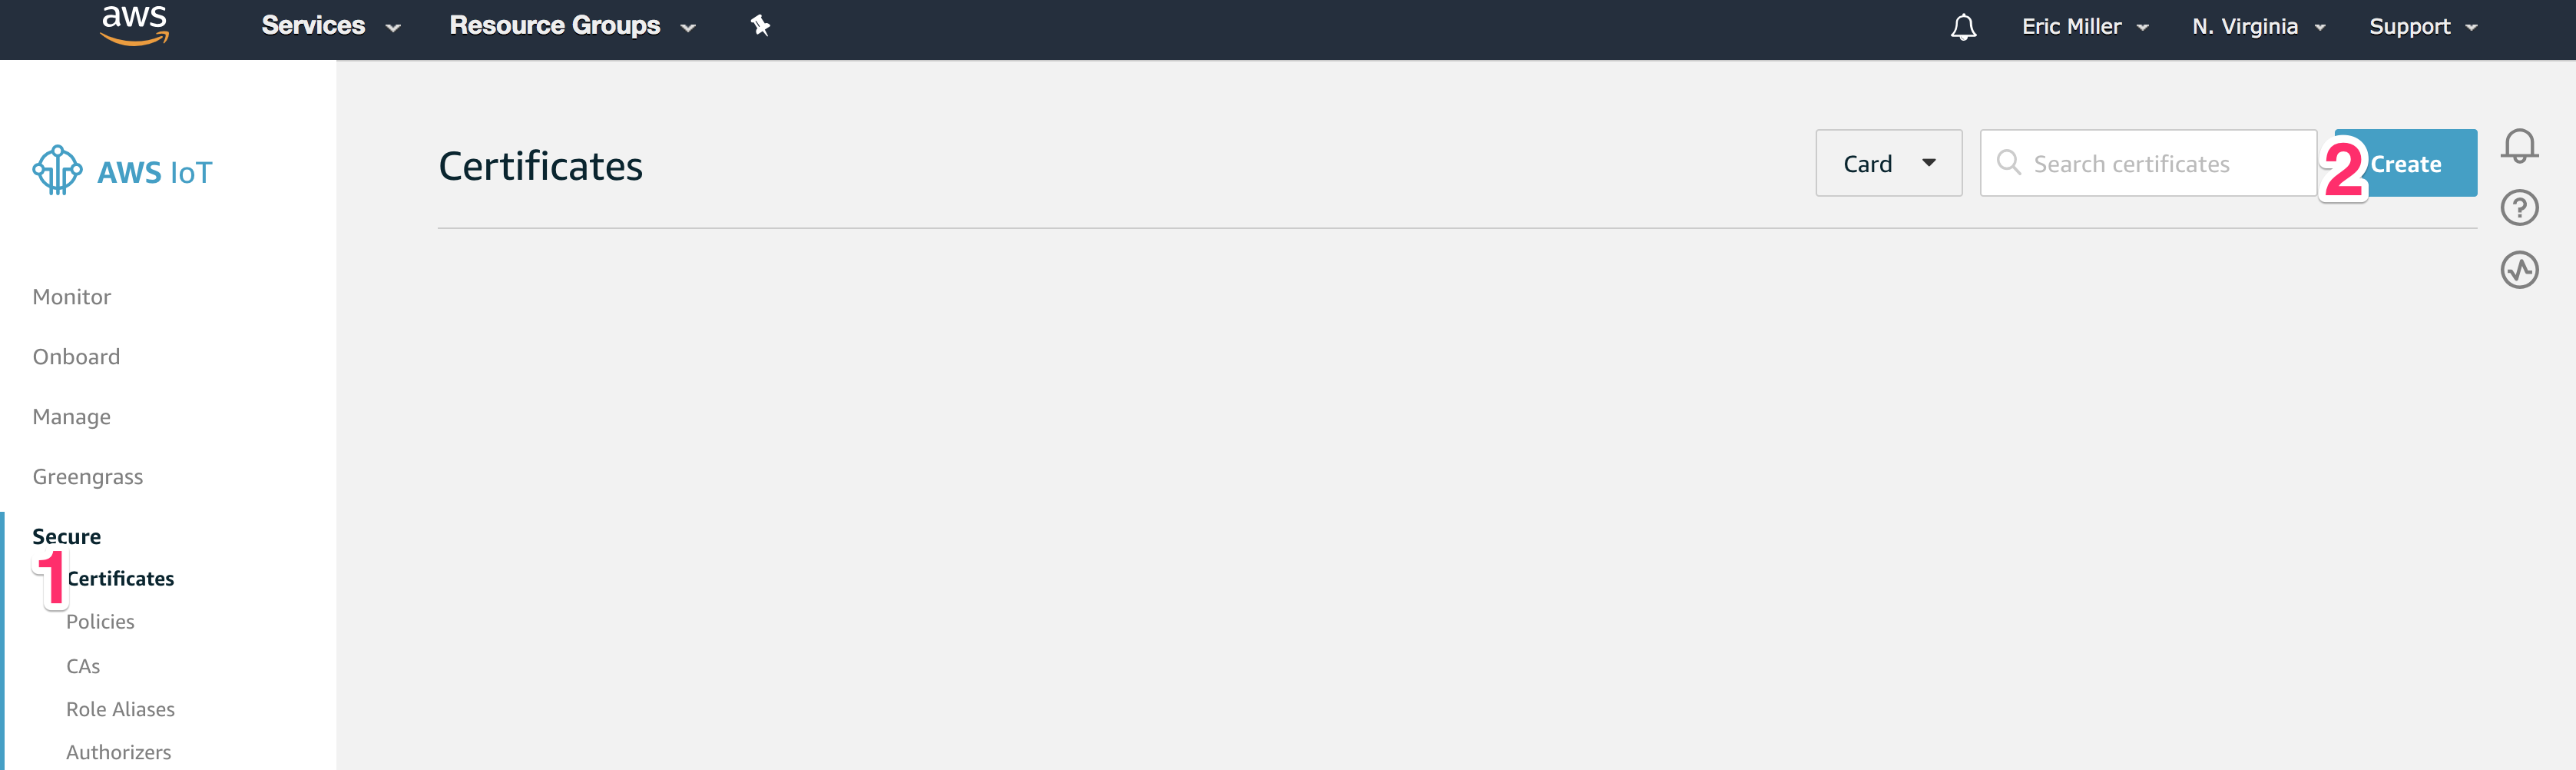 aws Services Resource Groups Eric Miller N. Virginia Support
AWS IoT
Certificates Card Search certificates 2 Create
Monitor
Onboard
Manage
Greengrass
Secure
1 Certificates
Policies
CAs
Role Aliases
Authorizers